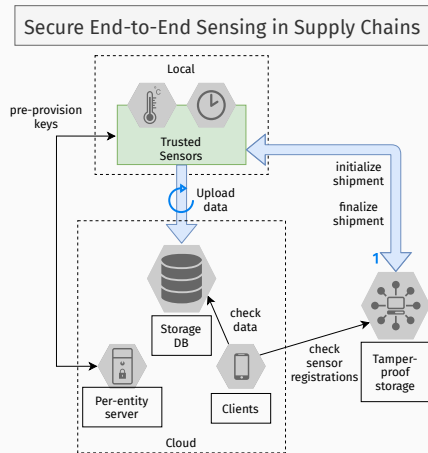 Secure End-to-End Sensing in Supply Chains
Local
°C
pre-provision
keys
Trusted
Sensors
initialize
shipment
finalize
shipment
Upload
data
1
Storage
DB
check
data
check
sensor
registrations
Tamper-
proof
storage
Per-entity
server
Clients
Cloud